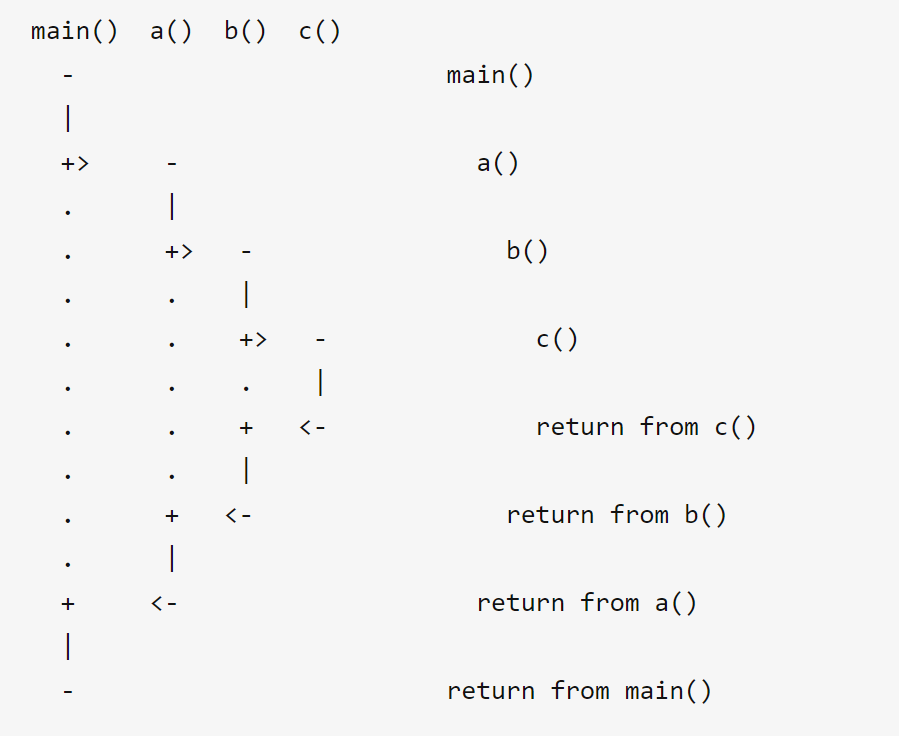 main()  a()  b()  c()
  -                         main()
  |
  +>     -                    a()
  .      |
  .      +>   -                 b()
  .      .    |
  .      .    +>   -              c()
  .      .    .    |
  .      .    +   <-              return from c()
  .      .    |
  .      +   <-                 return from b()
  .      |
  +     <-                    return from a()
  |
  -                         return from main()